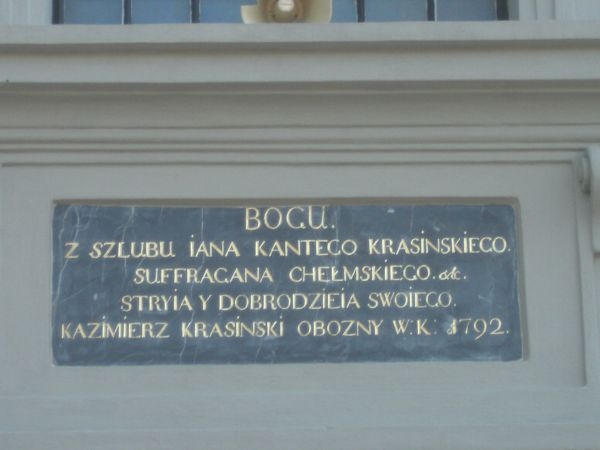 BOGU.
Z SZLUBU IANA KANTEGO KRASINSKIEGO.
SUFFRAGANA CHEŁMSKIEGO. &c.
STRYIA Y DOBRODZIEIA SWOIEGO.
KAZIMIERZ KRASINSKI OBOZNY W.K. 1792.